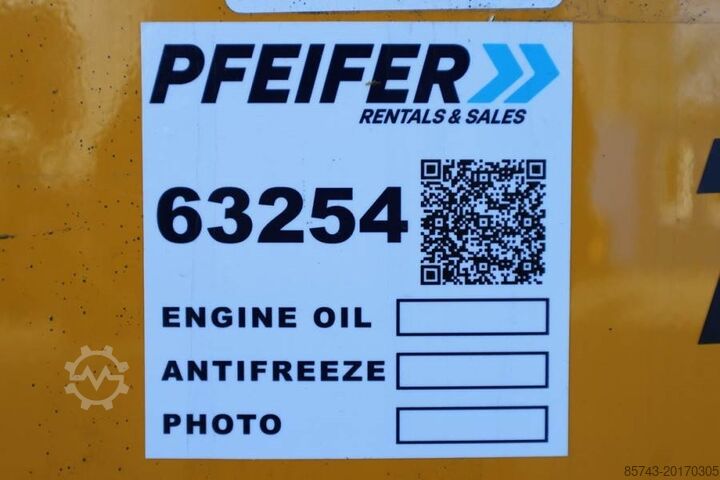 PFEIFER
RENTALS & SALES
63254
ENGINE OIL
ANTIFREEZE
PHOTO
85743-20170305